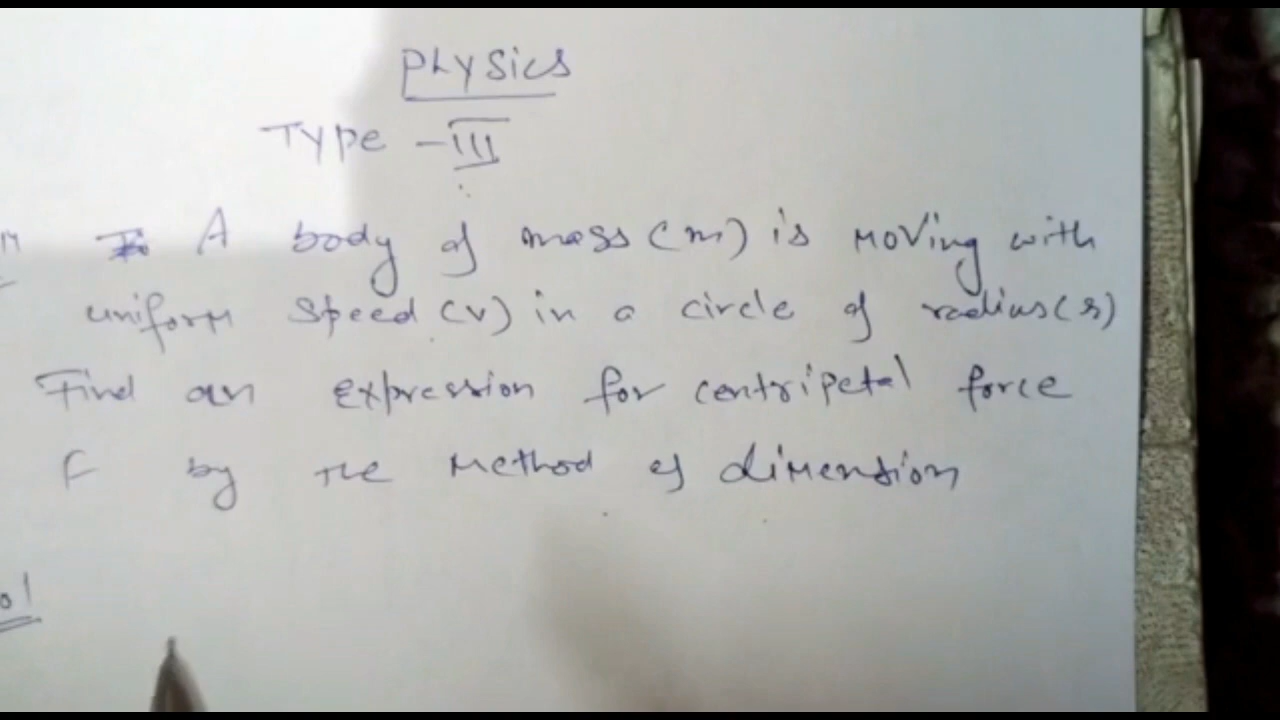 Physics
Type - III
A body of mass (m) is moving with
uniform speed (v) in a circle of radius (r)
Find an expression for centripetal force
F by the method of dimension
ol